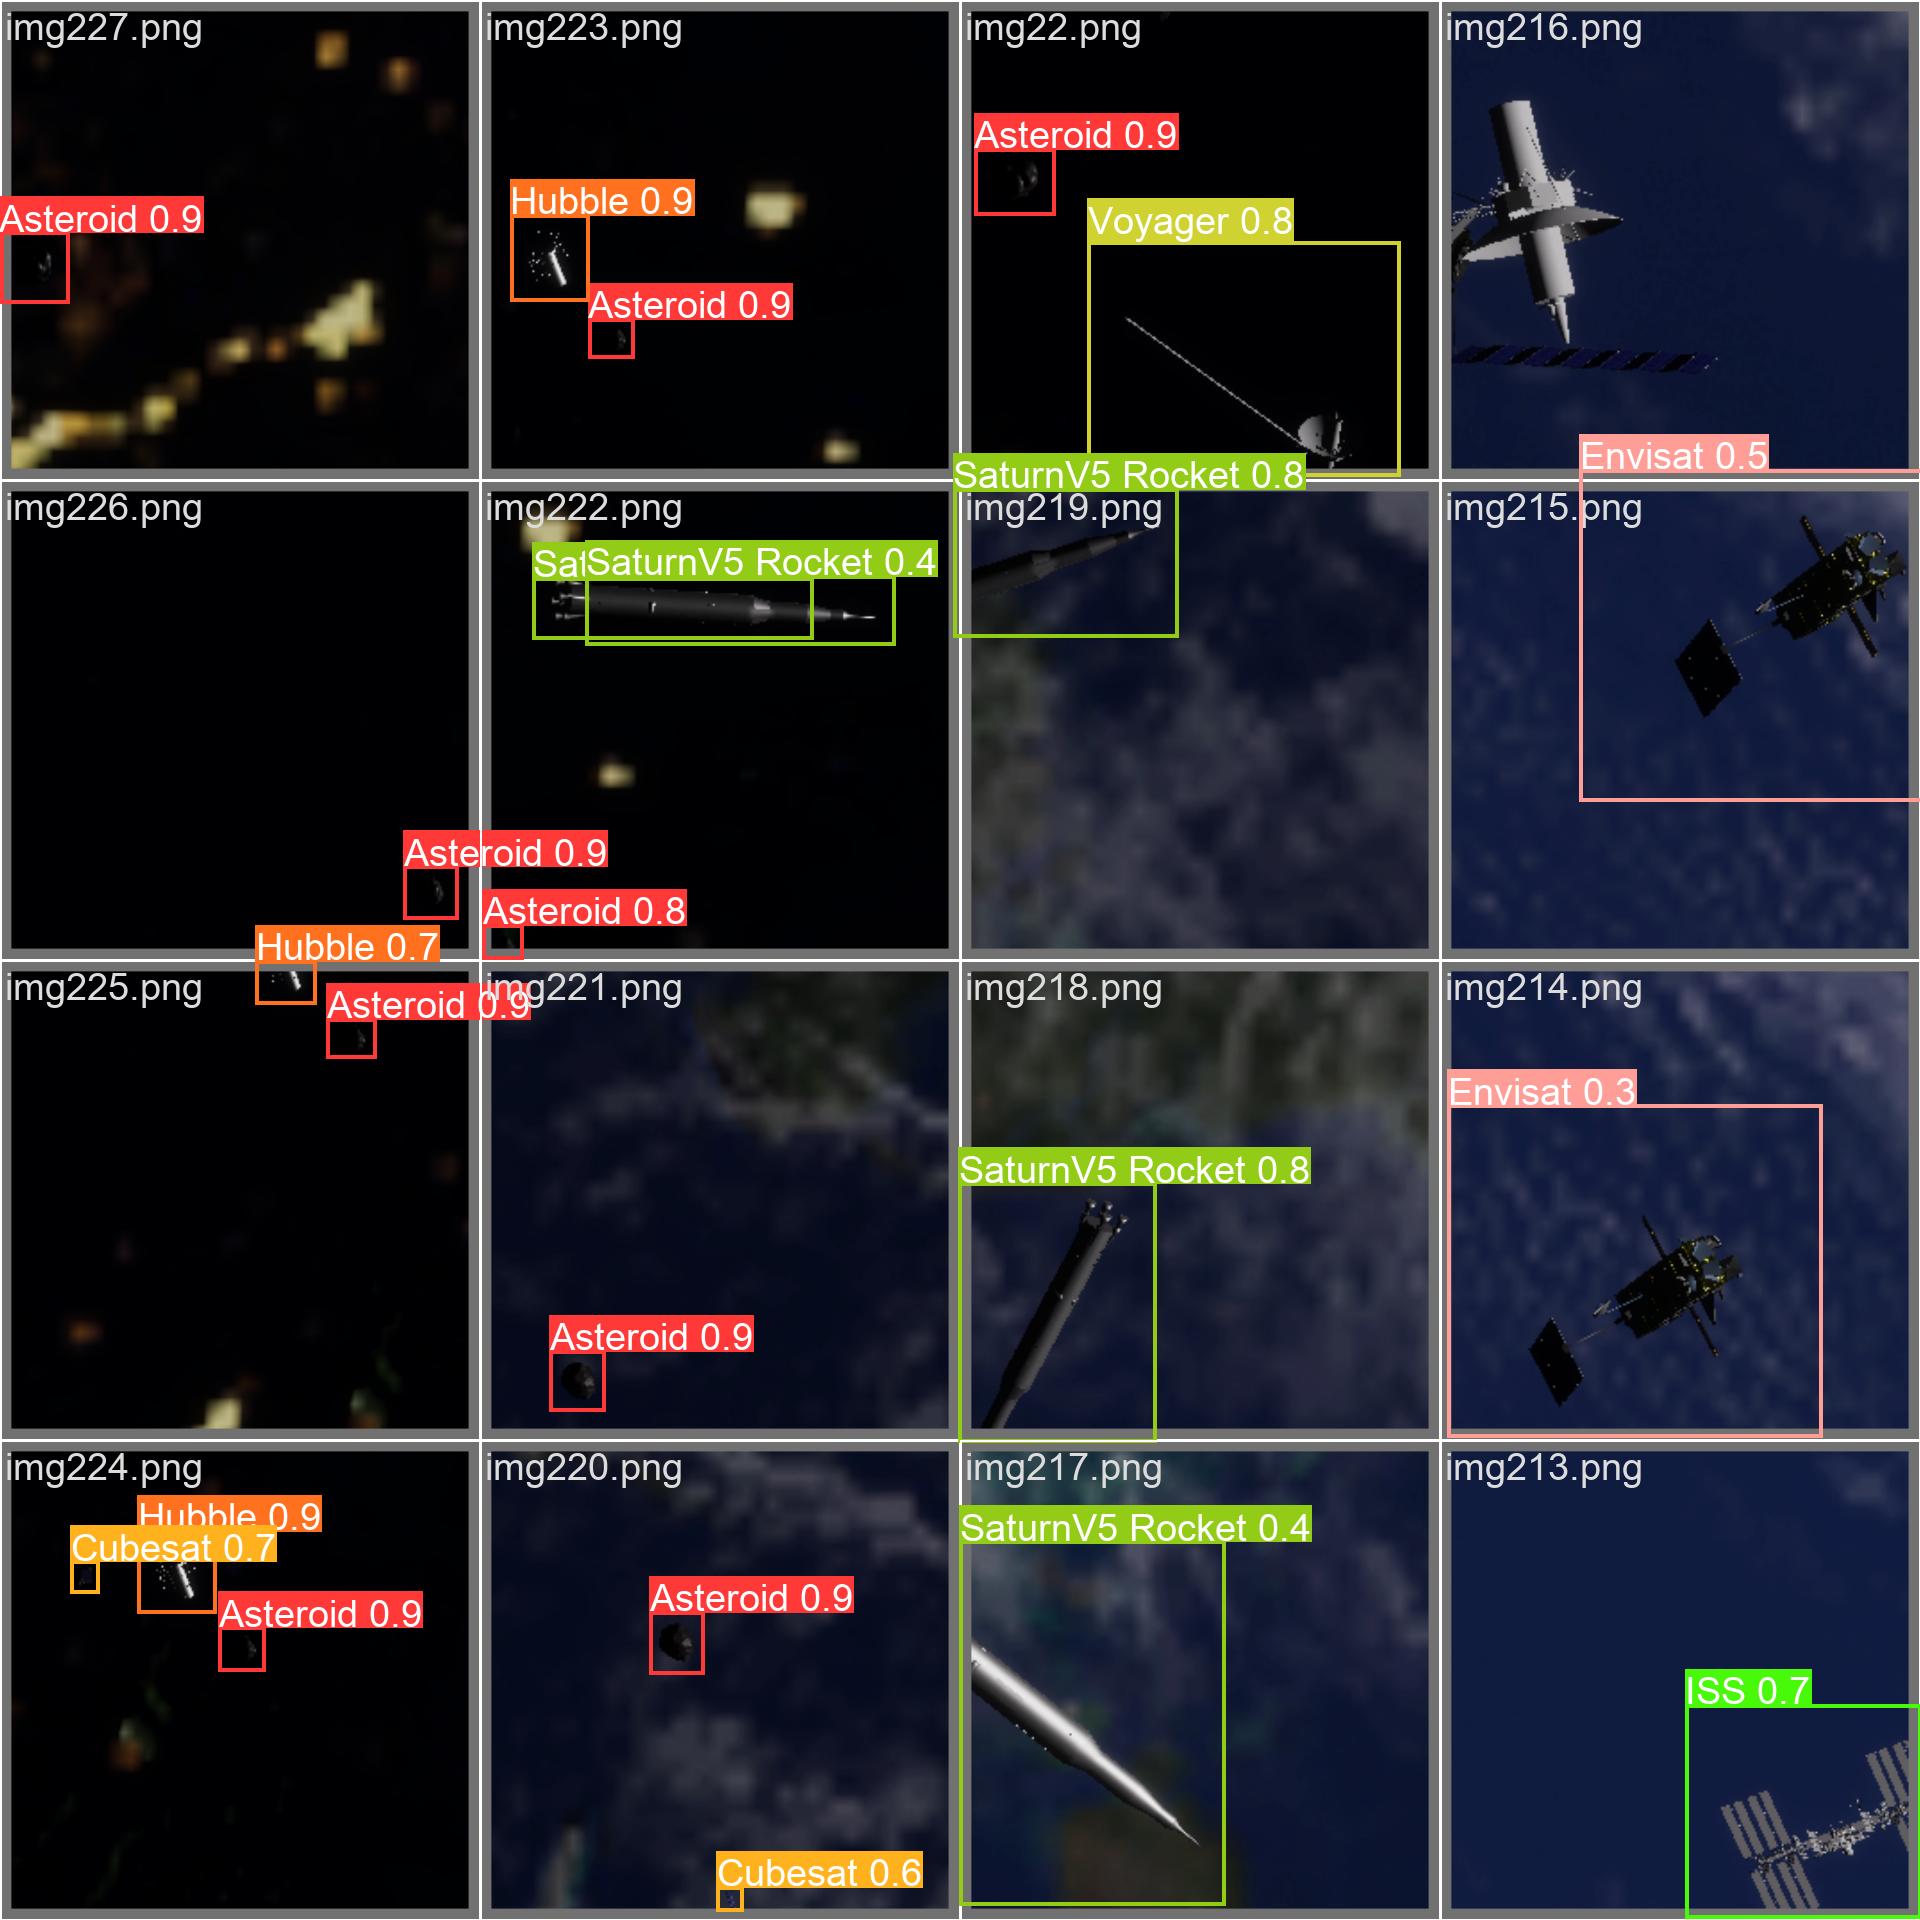 img227.png
Asteroid 0.9
img223.png
Hubble 0.9
Asteroid 0.9
img22.png
Asteroid 0.9
Voyager 0.8
img216.png
img226.png
Asteroid 0.9
img222.png
Sat
SaturnV5 Rocket 0.4
Asteroid 0.8
SaturnV5 Rocket 0.8
img219.png
Envisat 0.5
img215.png
Hubble 0.7
img225.png
Asteroid 0.9
img221.png
Asteroid 0.9
img218.png
SaturnV5 Rocket 0.8
img214.png
Envisat 0.3
img224.png
Hubble 0.9
Cubesat 0.7
Asteroid 0.9
img220.png
Asteroid 0.9
Cubesat 0.6
img217.png
SaturnV5 Rocket 0.4
img213.png
ISS 0.7